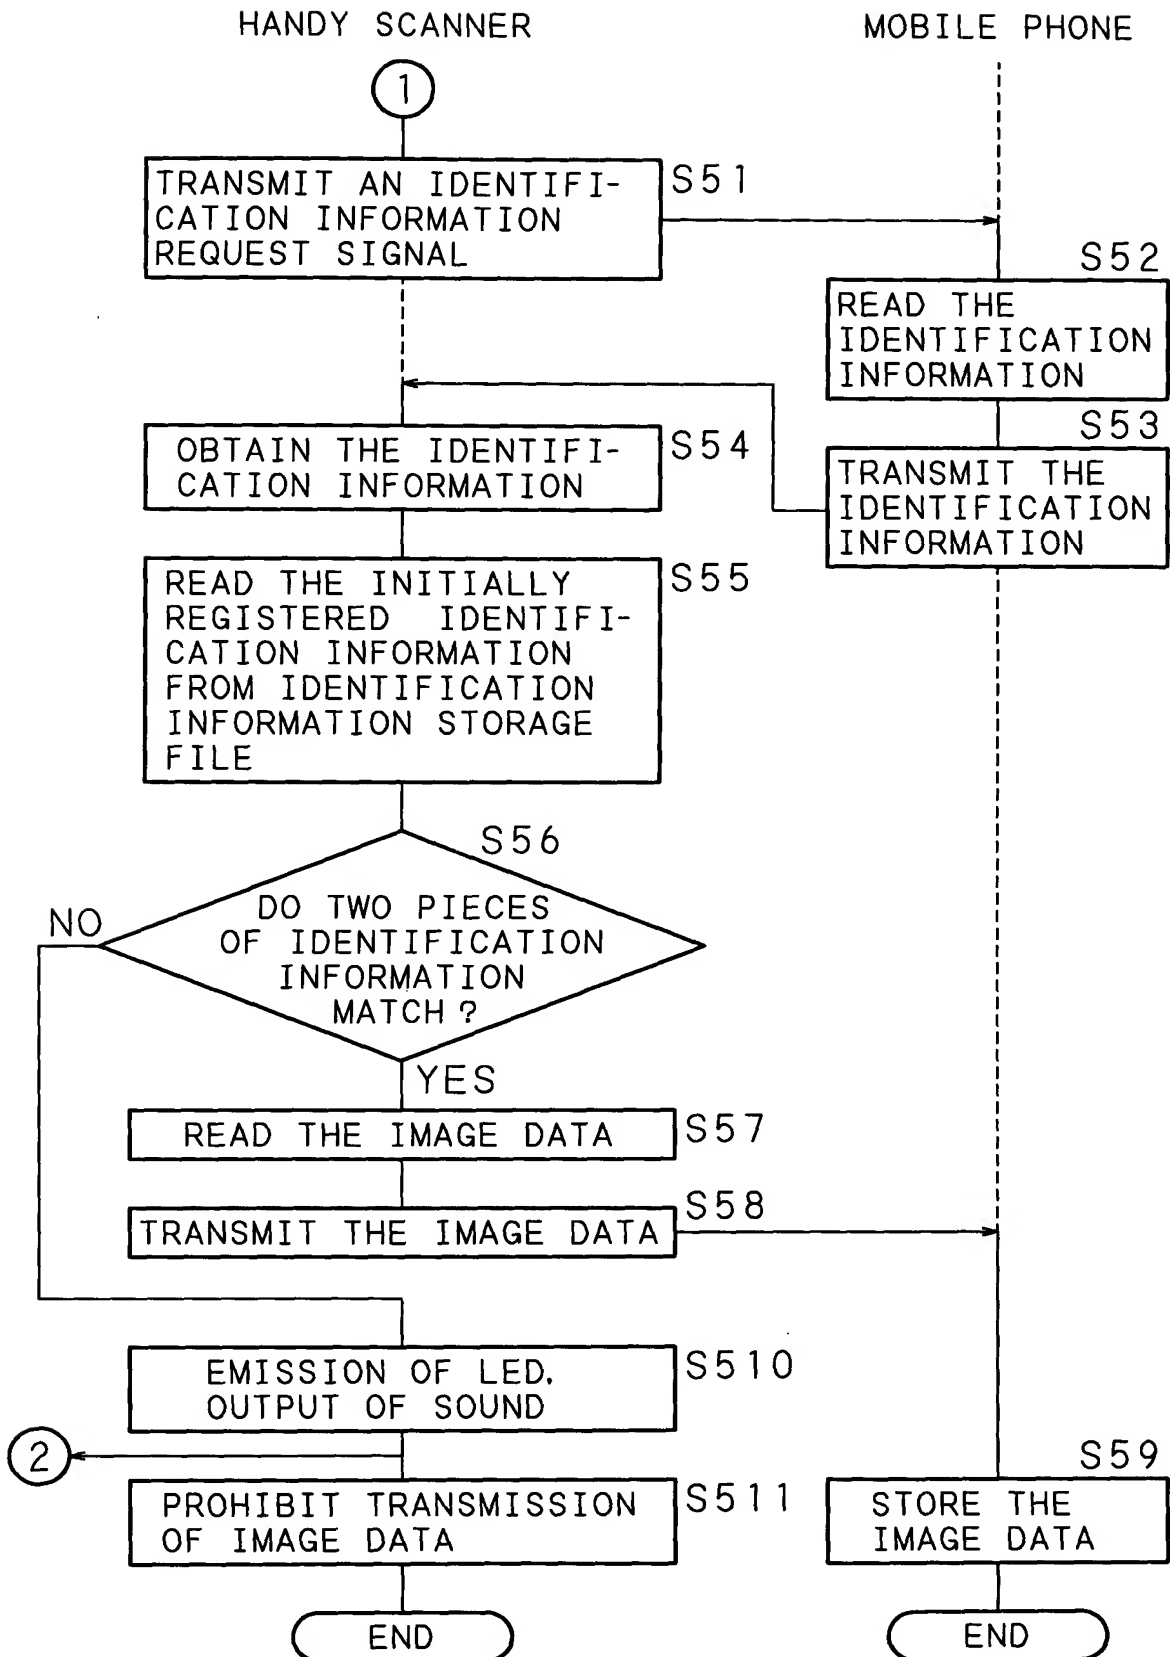 HANDY SCANNER
MOBILE PHONE
1
TRANSMIT AN IDENTIFI-
CATION INFORMATION
REQUEST SIGNAL
S51
S52
READ THE
IDENTIFICATION
INFORMATION
S53
TRANSMIT THE
IDENTIFICATION
INFORMATION
OBTAIN THE IDENTIFI-
CATION INFORMATION
S54
READ THE INITIALLY
REGISTERED IDENTIFI-
CATION INFORMATION
FROM IDENTIFICATION
INFORMATION STORAGE
FILE
S55
S56
DO TWO PIECES
OF IDENTIFICATION
INFORMATION
MATCH?
NO
YES
READ THE IMAGE DATA
S57
TRANSMIT THE IMAGE DATA
S58
EMISSION OF LED.
OUTPUT OF SOUND
S510
2
PROHIBIT TRANSMISSION
OF IMAGE DATA
S511
S59
STORE THE
IMAGE DATA
END
END